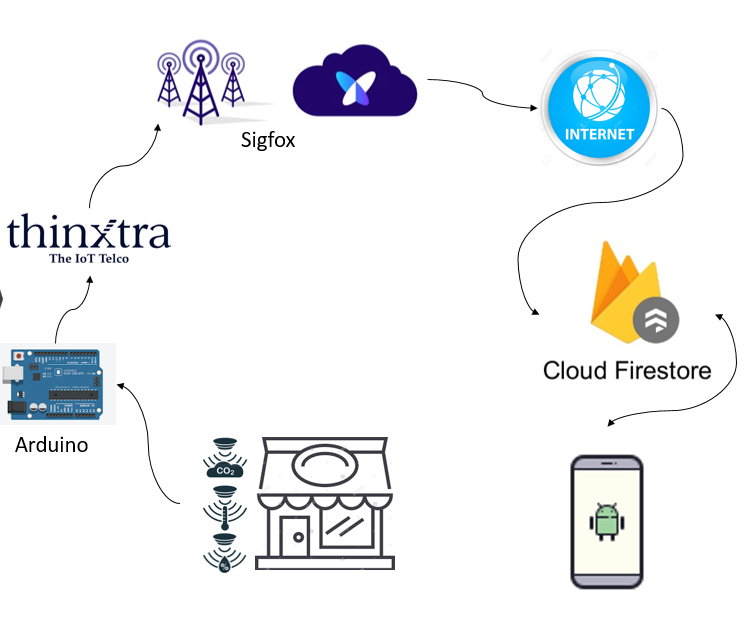 Sigfox
INTERNET
thinxtra
The IoT Telco
Cloud Firestore
Arduino
CO2
%